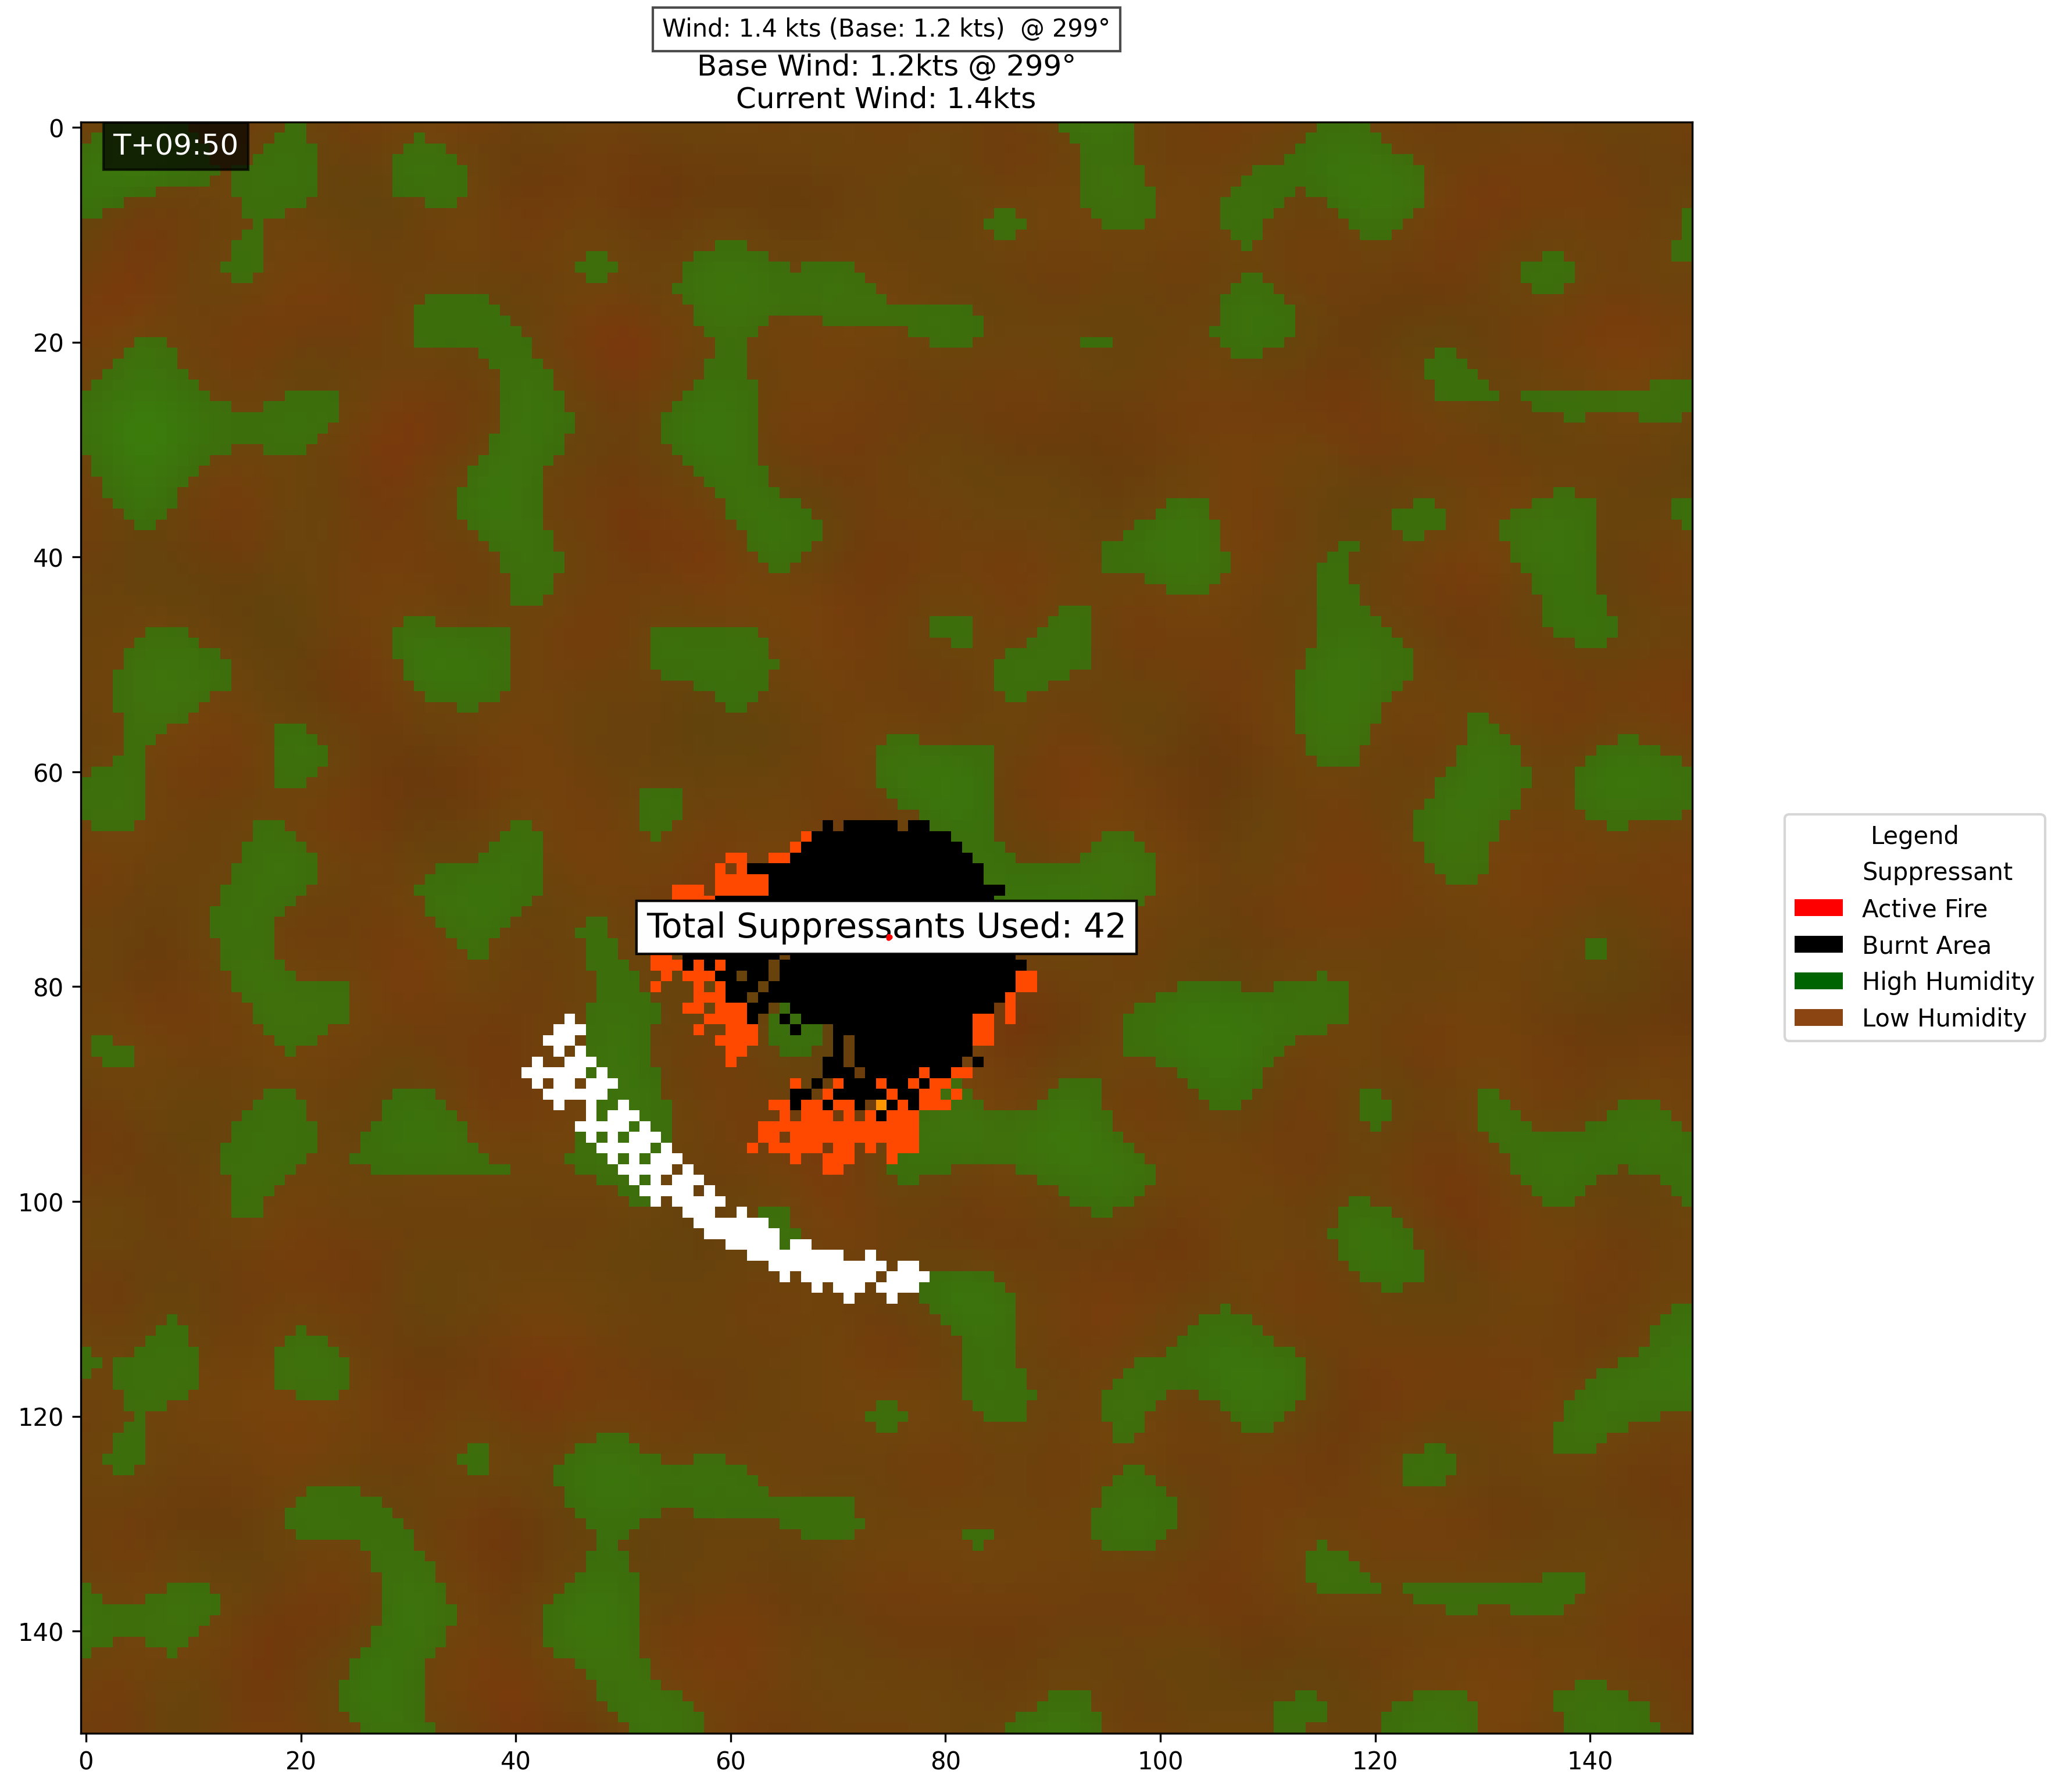 Wind: 1.4 kts (Base: 1.2 kts)  @ 299°
Base Wind: 1.2kts @ 299°
Current Wind: 1.4kts
T+09:50
0
20
40
60
80
100
120
140
Total Suppressants Used: 42
Legend
Suppressant
Active Fire
Burnt Area
High Humidity
Low Humidity
0
20
40
60
80
100
120
140